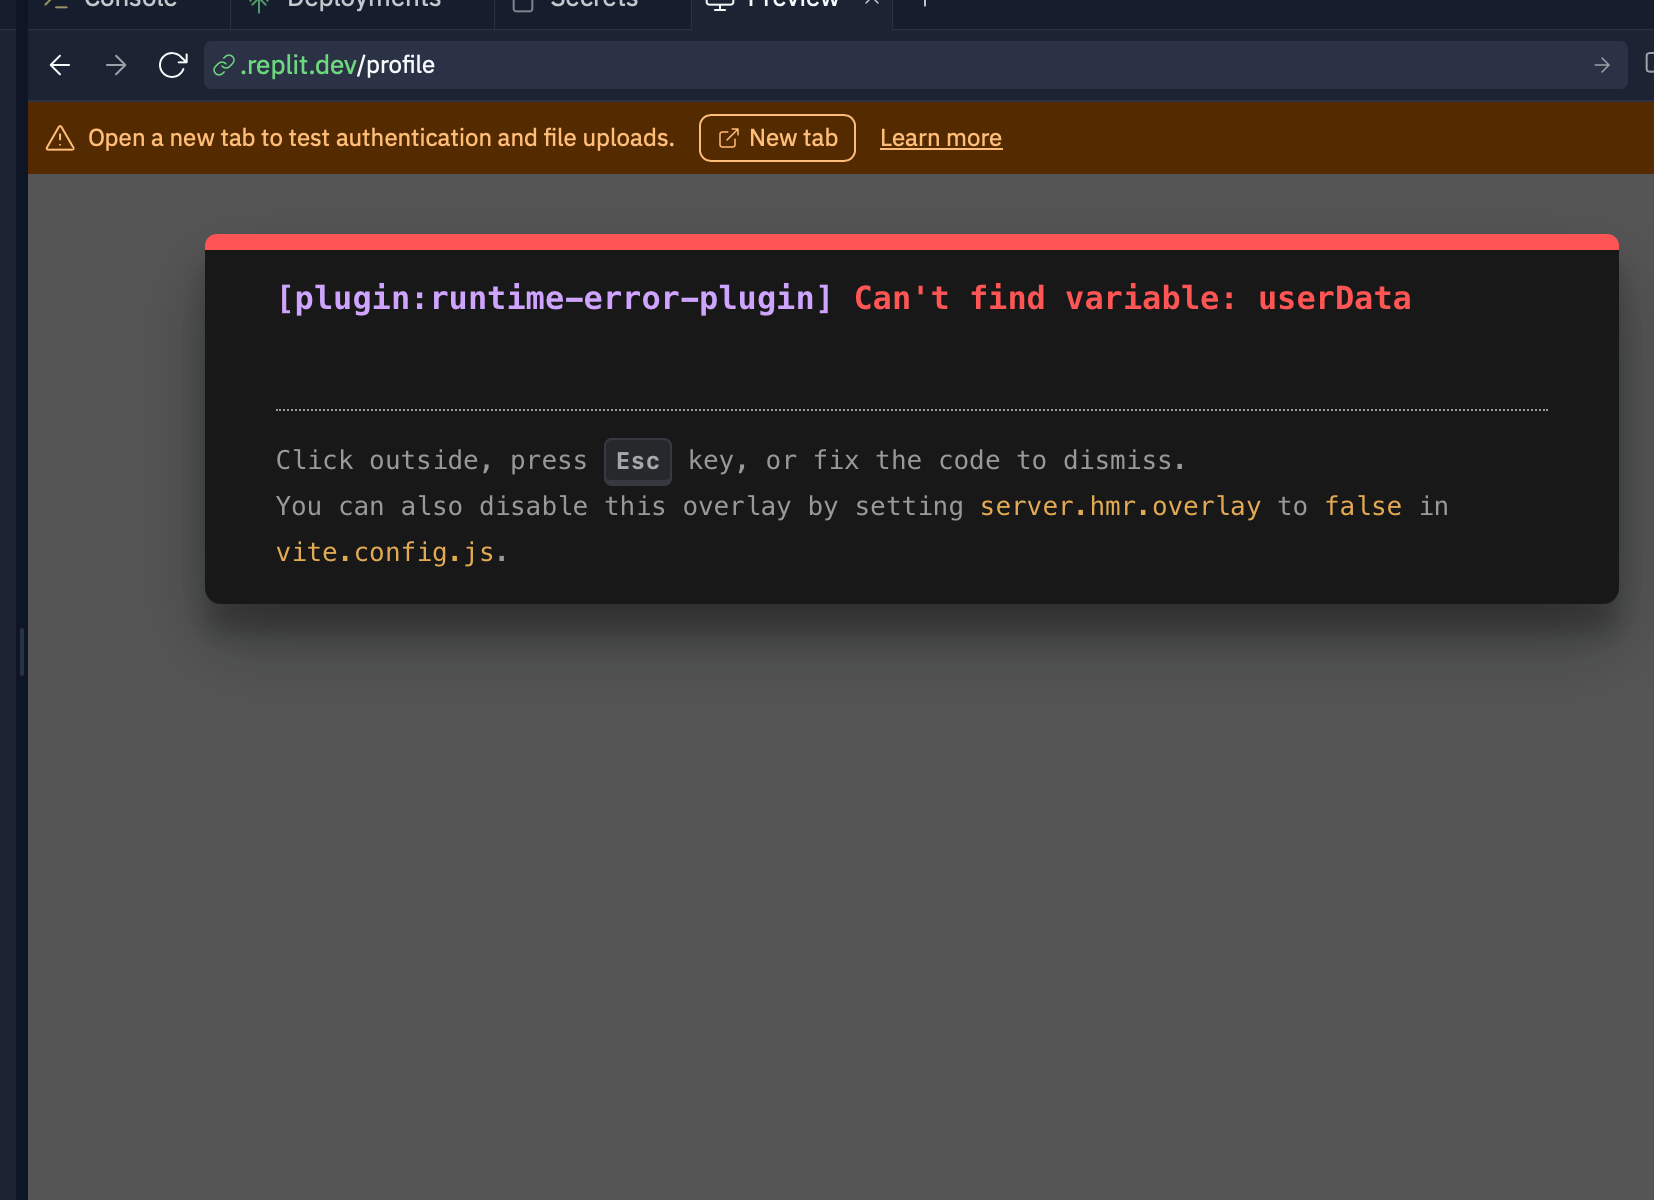 Console Deployments Secrets Preview
.replit.dev/profile
Open a new tab to test authentication and file uploads. New tab Learn more
[plugin:runtime-error-plugin] Can't find variable: userData
Click outside, press Esc key, or fix the code to dismiss.
You can also disable this overlay by setting server.hmr.overlay to false in
vite.config.js.